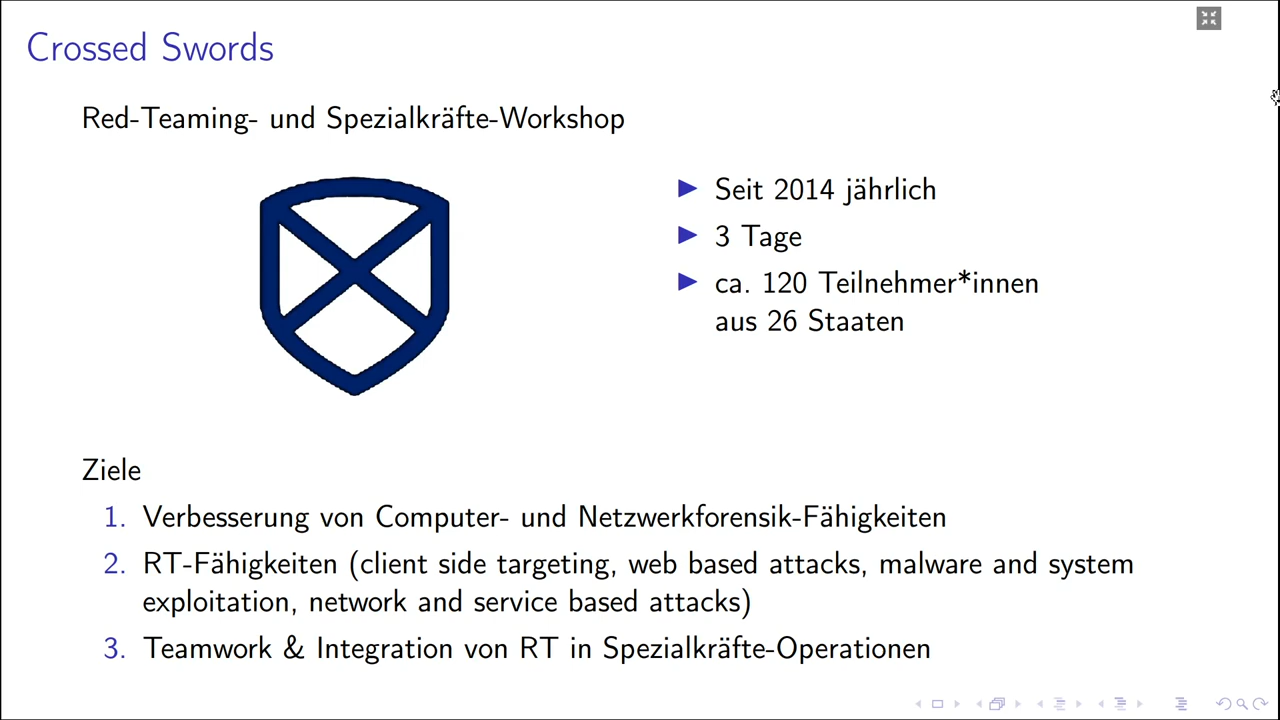 Crossed Swords
Red-Teaming- und Spezialkräfte-Workshop
Seit 2014 jährlich
3 Tage
ca. 120 Teilnehmer*innen
aus 26 Staaten
Ziele
1. Verbesserung von Computer- und Netzwerkforensik-Fähigkeiten
2. RT-Fähigkeiten (client side targeting, web based attacks, malware and system
exploitation, network and service based attacks)
3. Teamwork & Integration von RT in Spezialkräfte-Operationen